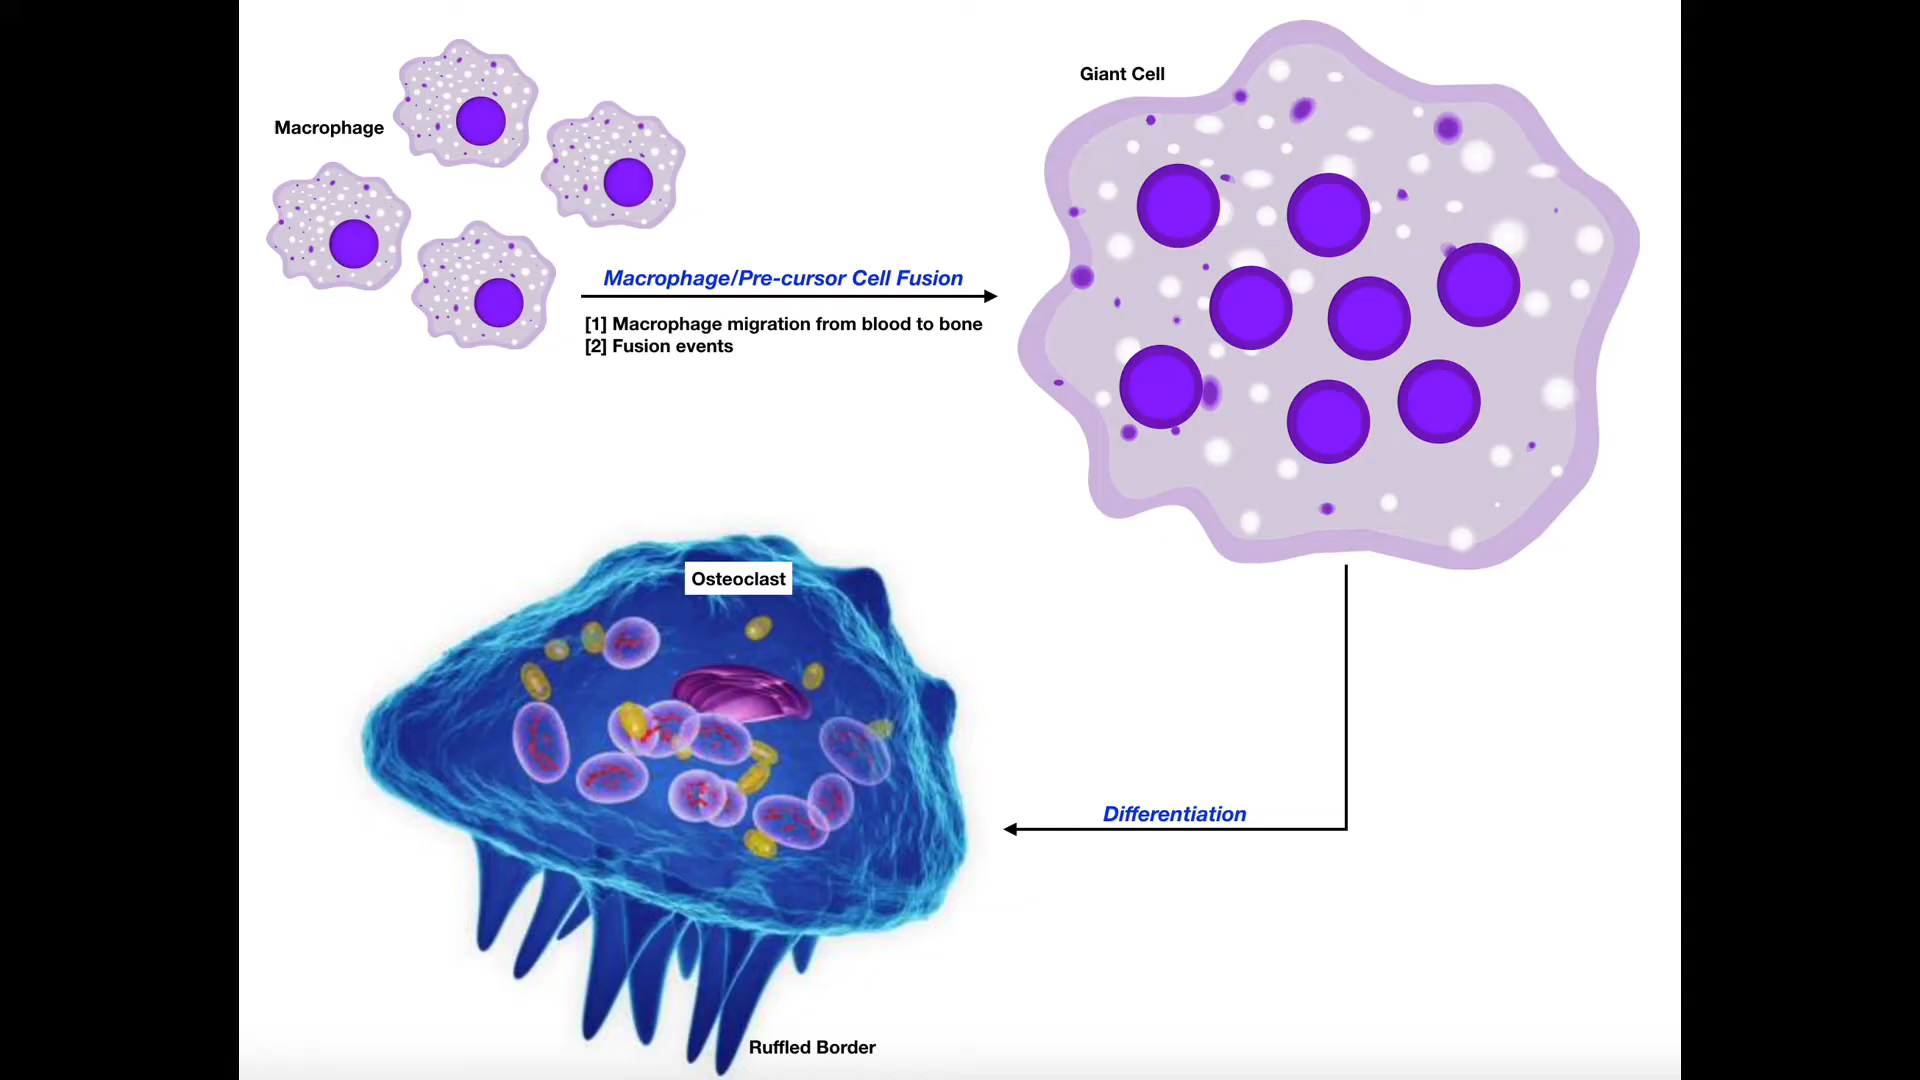 Giant Cell
Macrophage
Macrophage/Pre-cursor Cell Fusion
[1] Macrophage migration from blood to bone
[2] Fusion events
Osteoclast
Differentiation
Ruffled Border